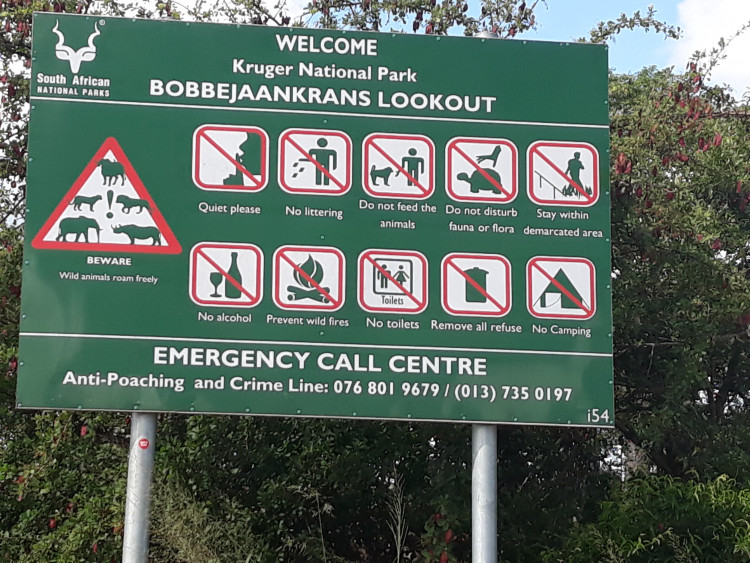 WELCOME
South African
NATIONAL PARKS
Kruger National Park
BOBBEJAANKRANS LOOKOUT
Quiet please
No littering
Do not feed the
animals
Do not disturb
fauna or flora
Stay within
demarcated area
BEWARE
Wild animals roam freely
No alcohol
Prevent wild fires
Toilets
No toilets
Remove all refuse
No Camping
EMERGENCY CALL CENTRE
Anti-Poaching and Crime Line: 076 801 9679 / (013) 735 0197
i54